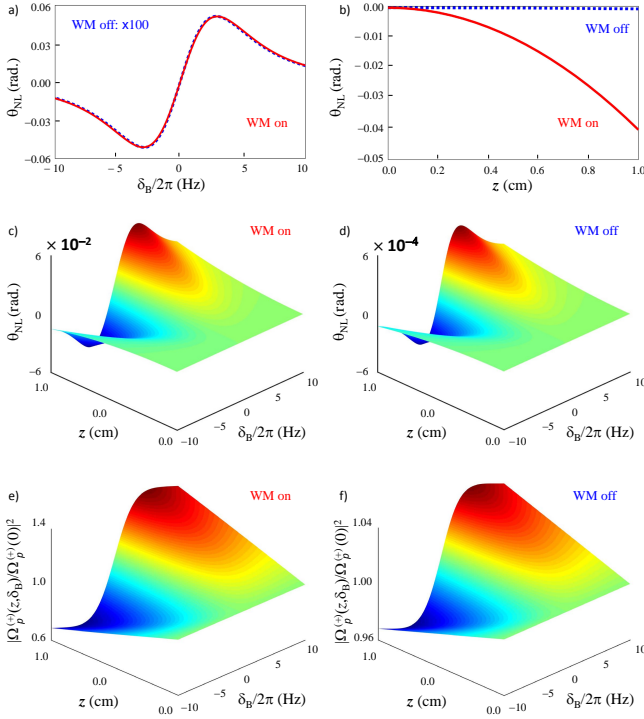 a)
WM off: x100
WM on
0.06
0.03
0.00
−0.03
−0.06
θNL (rad.)
−10
−5
0
5
10
δB/2π (Hz)
b)
WM off
WM on
0.00
−0.01
−0.02
−0.03
−0.04
−0.05
θNL (rad.)
0.0
0.2
0.4
0.6
0.8
1.0
z (cm)
c)
WM on
× 10⁻²
6
0
−6
θNL (rad.)
1.0
0.0
0.0
z (cm)
−10
−5
0
5
10
δB/2π (Hz)
d)
WM off
× 10⁻⁴
6
0
−6
θNL (rad.)
1.0
0.0
0.0
z (cm)
−10
−5
0
5
10
δB/2π (Hz)
e)
WM on
1.4
1.0
0.6
|Ωp(+)(z,δB)/Ωp(+)(0)|²
1.0
0.0
0.0
z (cm)
−10
−5
0
5
10
δB/2π (Hz)
f)
WM off
1.04
1.00
0.96
|Ωp(+)(z,δB)/Ωp(+)(0)|²
1.0
0.0
0.0
z (cm)
−10
−5
0
5
10
δB/2π (Hz)